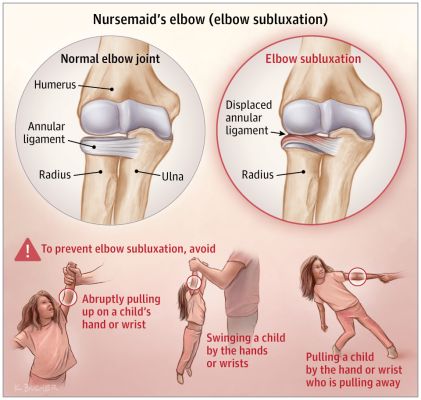 Nursemaid's elbow (elbow subluxation)
Normal elbow joint
Humerus
Annular
ligament
Radius
Ulna
Elbow subluxation
Displaced
annular
ligament
Radius
To prevent elbow subluxation, avoid
Abruptly pulling
up on a child's
hand or wrist
Swinging a child
by the hands
or wrists
Pulling a child
by the hand or wrist
who is pulling away